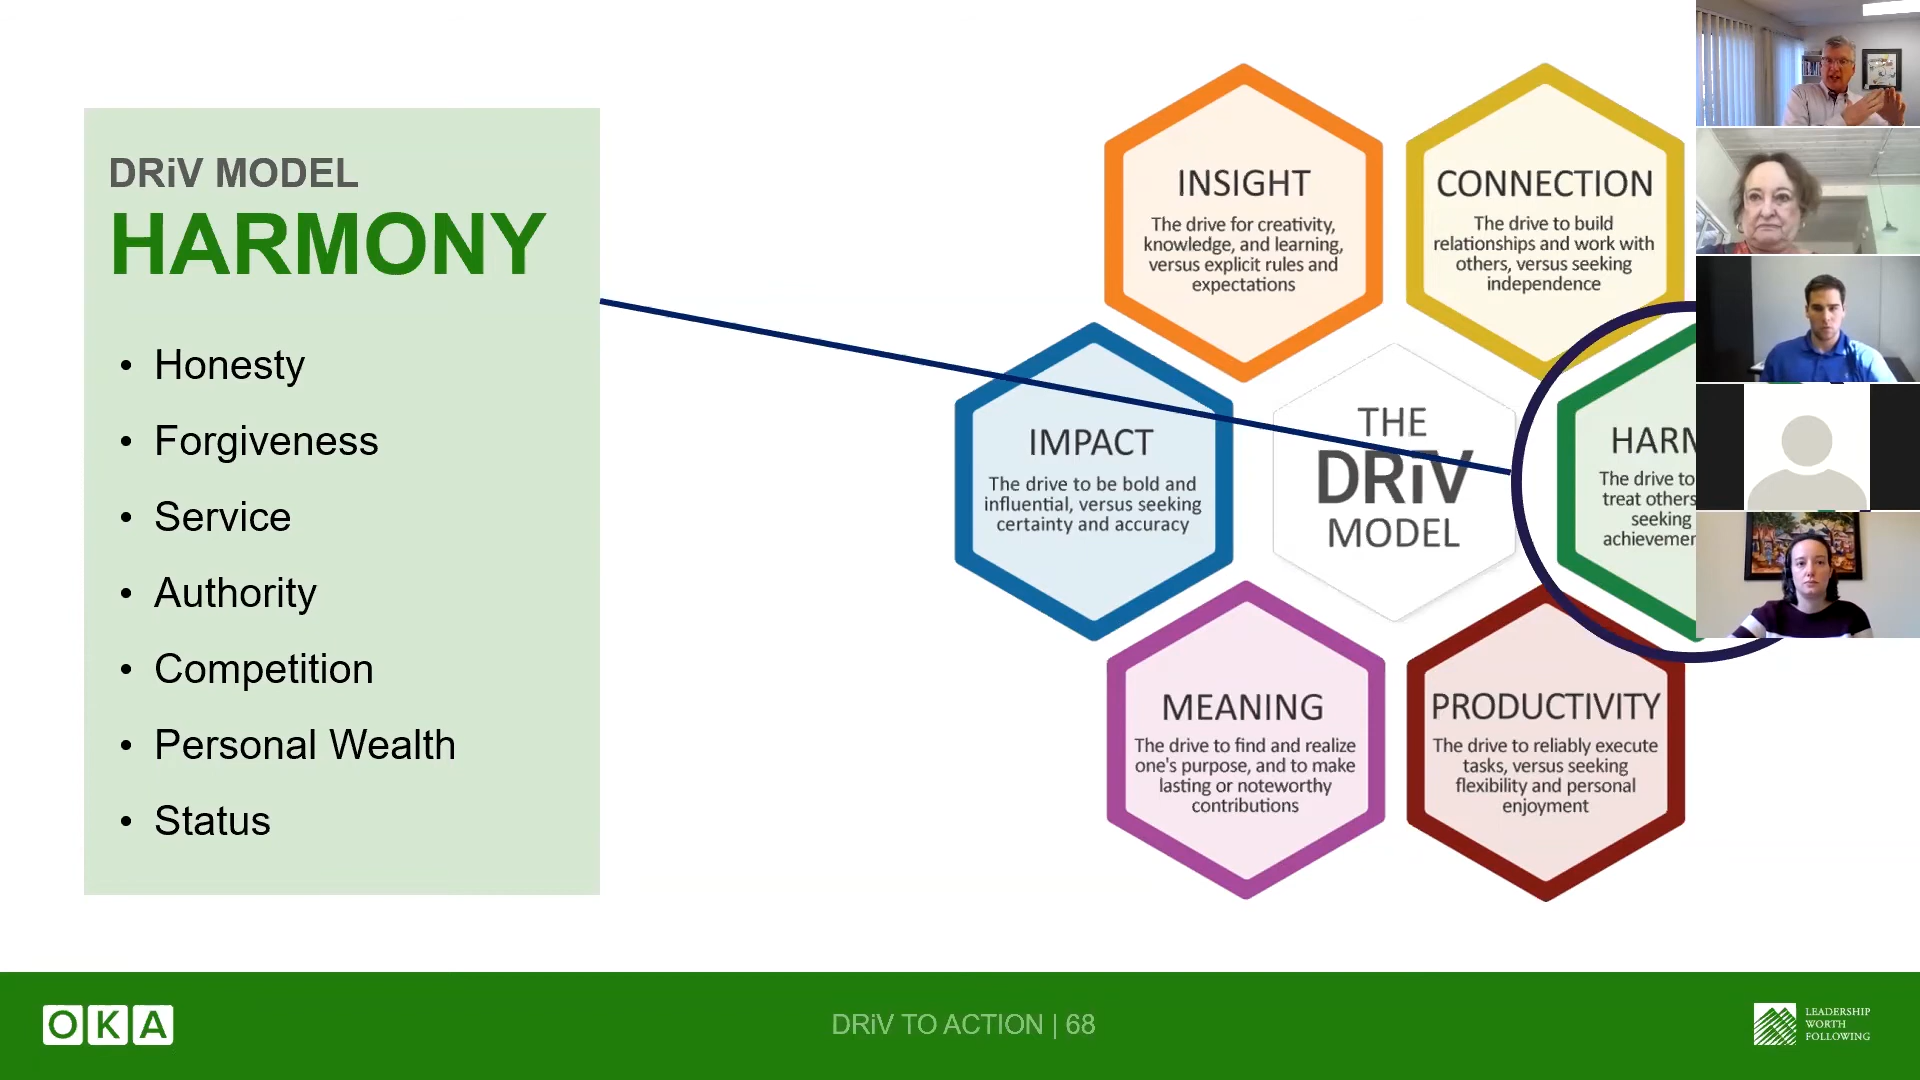 DRiV MODEL
HARMONY
• Honesty
• Forgiveness
• Service
• Authority
• Competition
• Personal Wealth
• Status
INSIGHT
The drive for creativity,
knowledge, and learning,
versus explicit rules and
expectations
CONNECTION
The drive to build
relationships and work with
others, versus seeking
independence
IMPACT
The drive to be bold and
influential, versus seeking
certainty and accuracy
THE
DRiV
MODEL
The drive to
treat others
seeking
MEANING
The drive to find and realize
one's purpose, and to make
lasting or noteworthy
contributions
PRODUCTIVITY
The drive to reliably execute
tasks, versus seeking
flexibility and personal
enjoyment
OKA
DRiV TO ACTION | 68
LEADERSHIP
WORTH
FOLLOWING